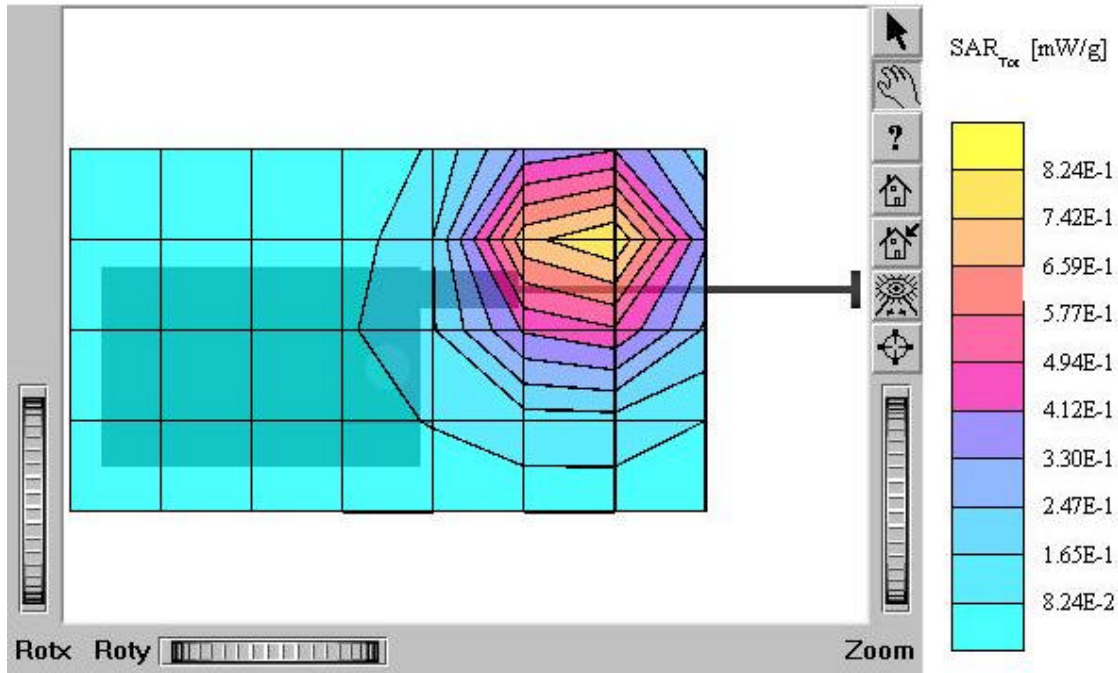 SARTot [mW/g]
?
8.24E-1
7.42E-1
6.59E-1
5.77E-1
4.94E-1
4.12E-1
3.30E-1
2.47E-1
1.65E-1
8.24E-2
Rotx Roty Zoom